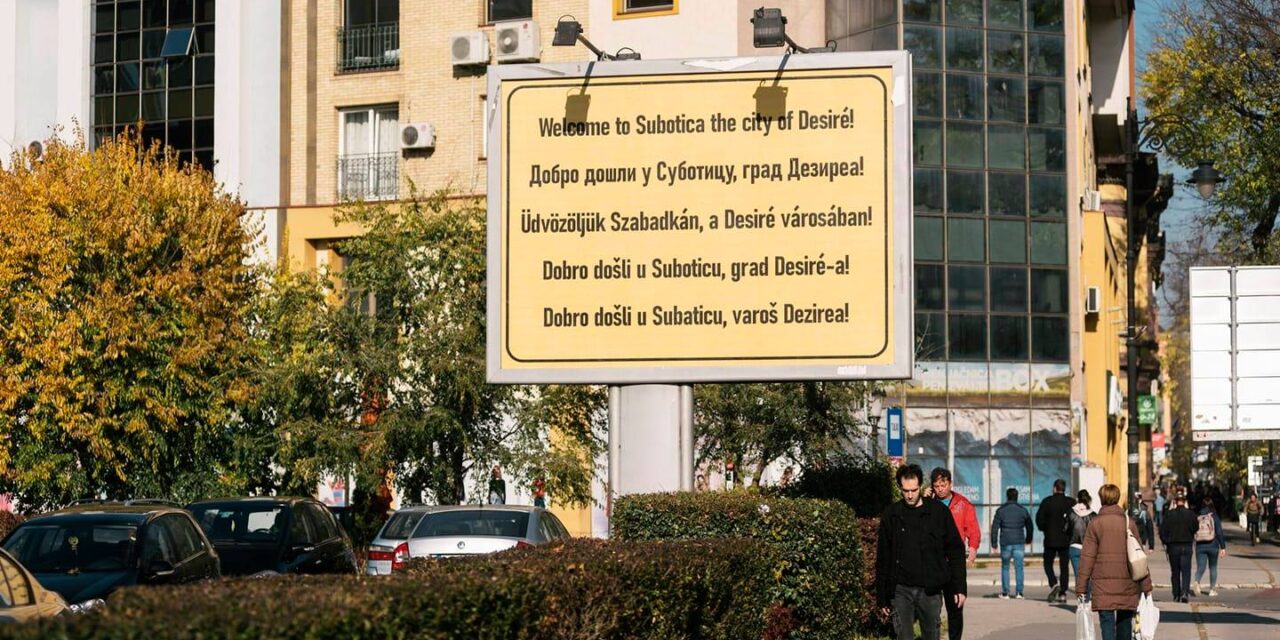 Welcome to Subotica the city of Desiré!
Добро дошли у Суботицу, град Дезиреа!
Üdvözöljük Szabadkán, a Desiré városában!
Dobro došli u Suboticu, grad Desiré-a!
Dobro došli u Subaticu, varoš Dezirea!
BOX